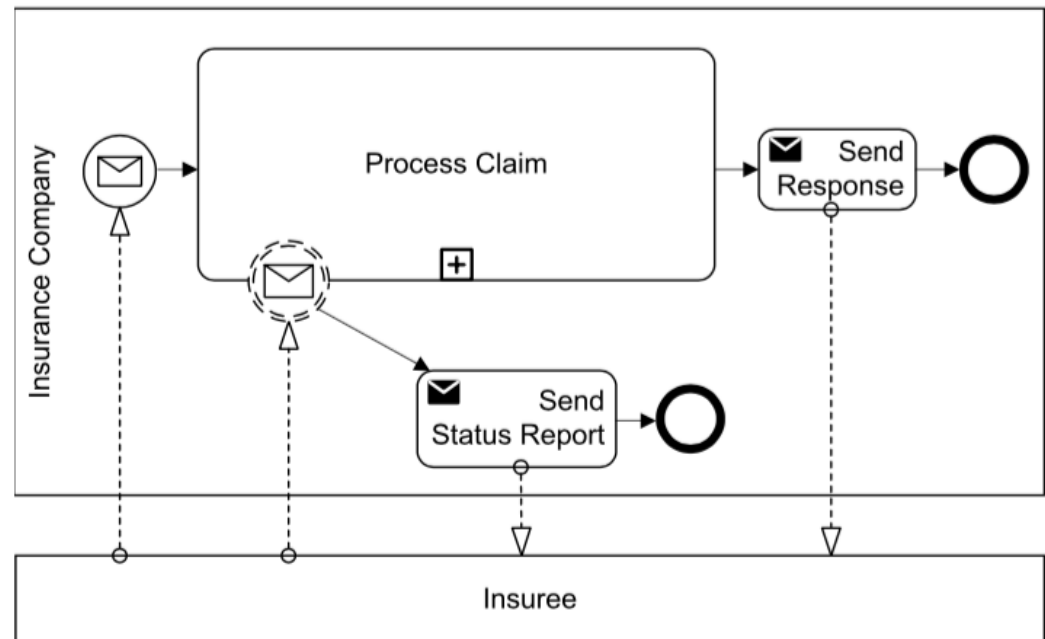 Insurance Company
Process Claim
Send
Response
Send
Status Report
Insuree